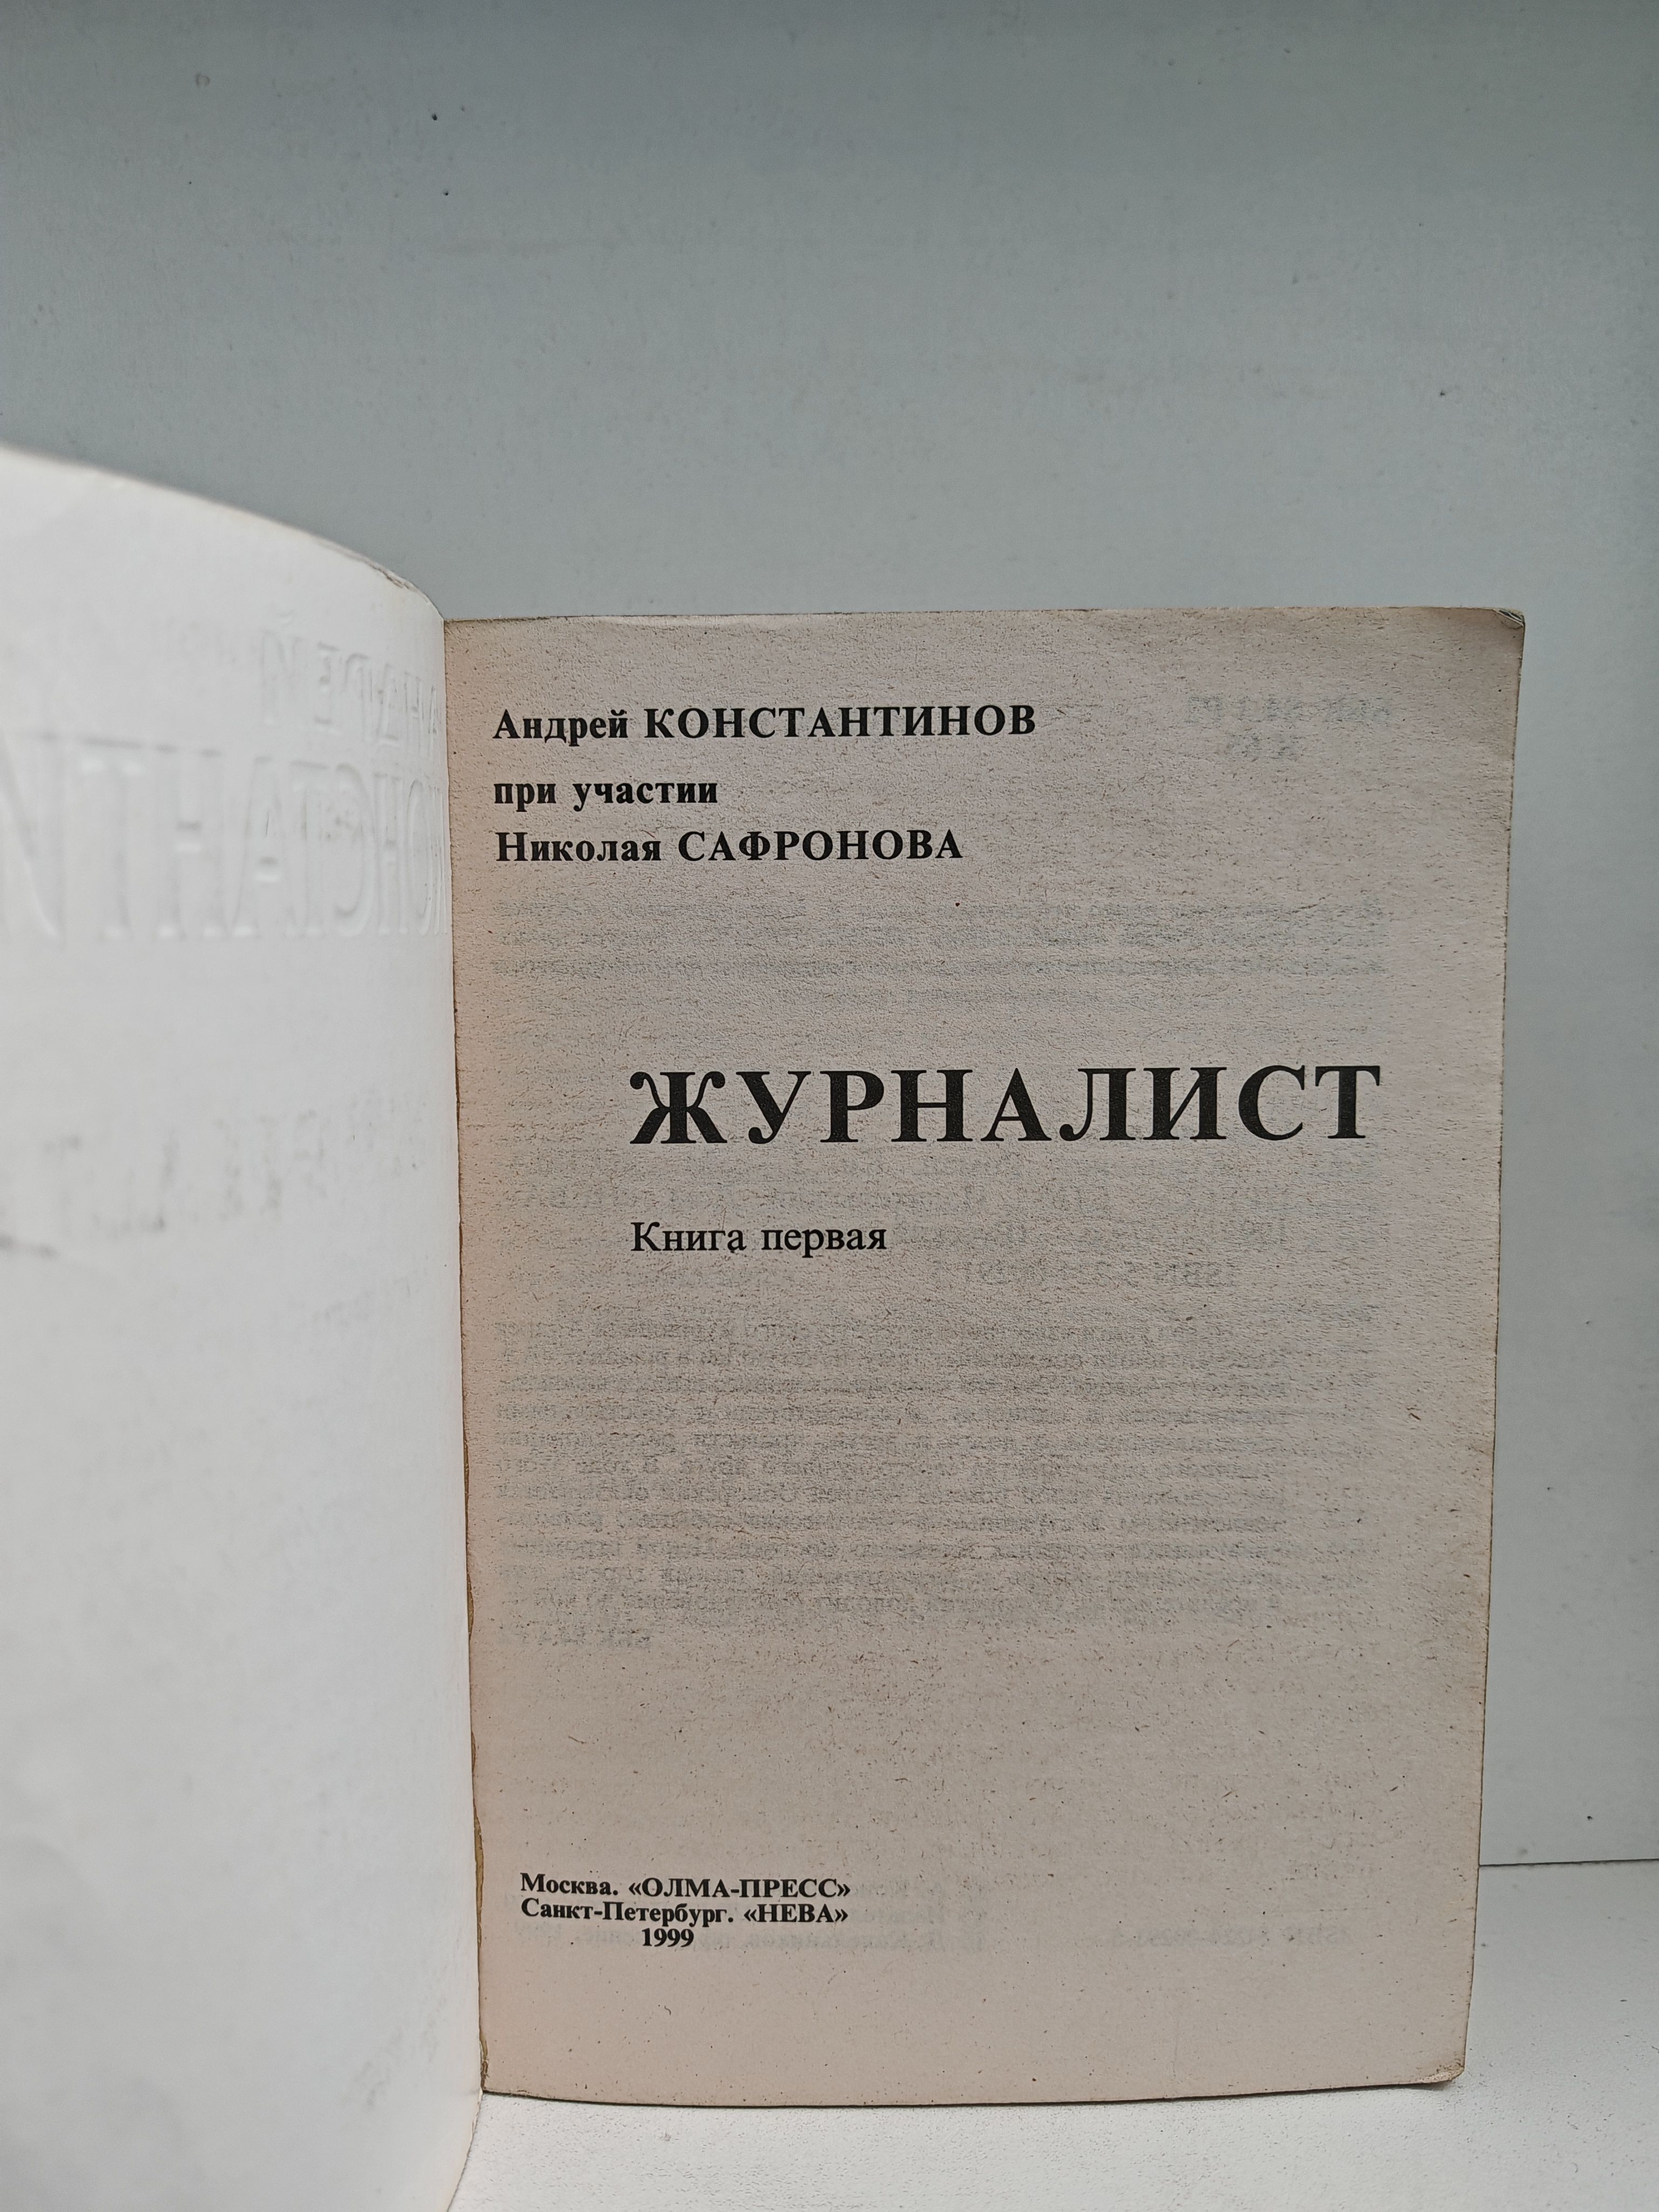 Андрей КОНСТАНТИНОВ
при участии
Николая САФРОНОВА
ЖУРНАЛИСТ
Книга первая
Москва. «ОЛМА-ПРЕСС»
Санкт-Петербург. «НЕВА»
1999